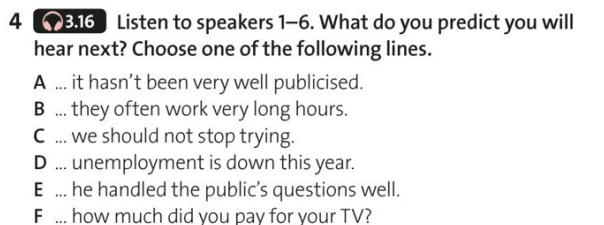 4 3.16 Listen to speakers 1–6. What do you predict you will
hear next? Choose one of the following lines.
A ... it hasn't been very well publicised.
B ... they often work very long hours.
C ... we should not stop trying.
D ... unemployment is down this year.
E ... he handled the public's questions well.
F ... how much did you pay for your TV?